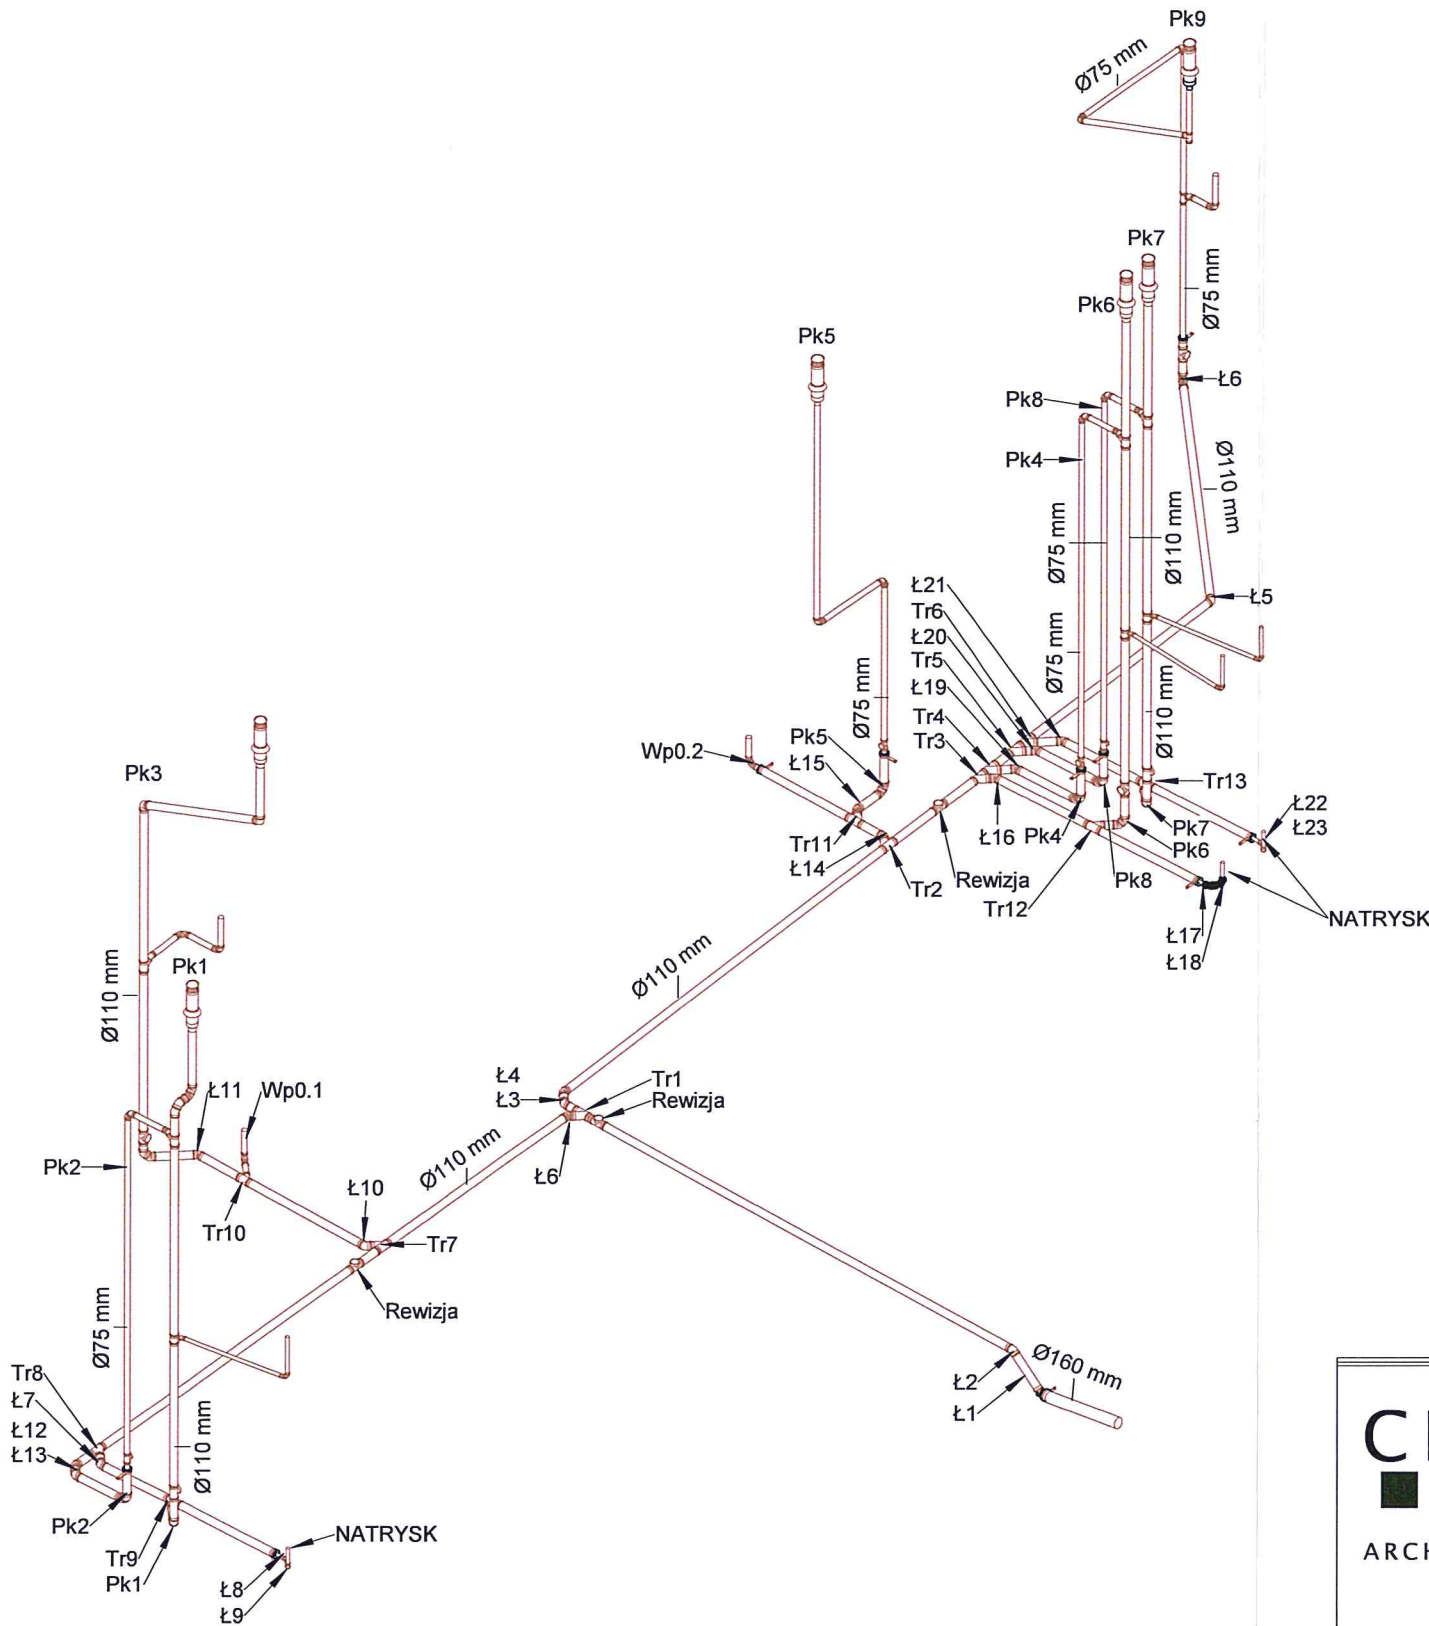 Pk9
Ø75 mm
Pk7
Pk6
Ø75 mm
Pk5
Ł6
Pk8
Pk4
Ø110 mm
Ø75 mm
Ø110 mm
Ł21
Tr6
Ł20
Tr5
Ł19
Tr4
Tr3
Ł5
Ø75 mm
Ø75 mm
Ø110 mm
Pk3
Wp0.2
Pk5
Ł15
Tr13
Tr11
Ł14
Tr2
Rewizja
Ł16
Pk4
Tr12
Pk8
Pk6
Pk7
Ł22
Ł23
NATRYSK
Ł17
Ł18
Pk1
Ø110 mm
Ø110 mm
Ł4
Ł3
Tr1
Rewizja
Ł11
Wp0.1
Pk2
Ø110 mm
Ł6
Ł10
Tr10
Tr7
Rewizja
Ø75 mm
Ø160 mm
Ł2
Ł1
Tr8
Ł7
Ł12
Ł13
Ø110 mm
Pk2
Tr9
Pk1
NATRYSK
Ł8
Ł9
C
ARCH